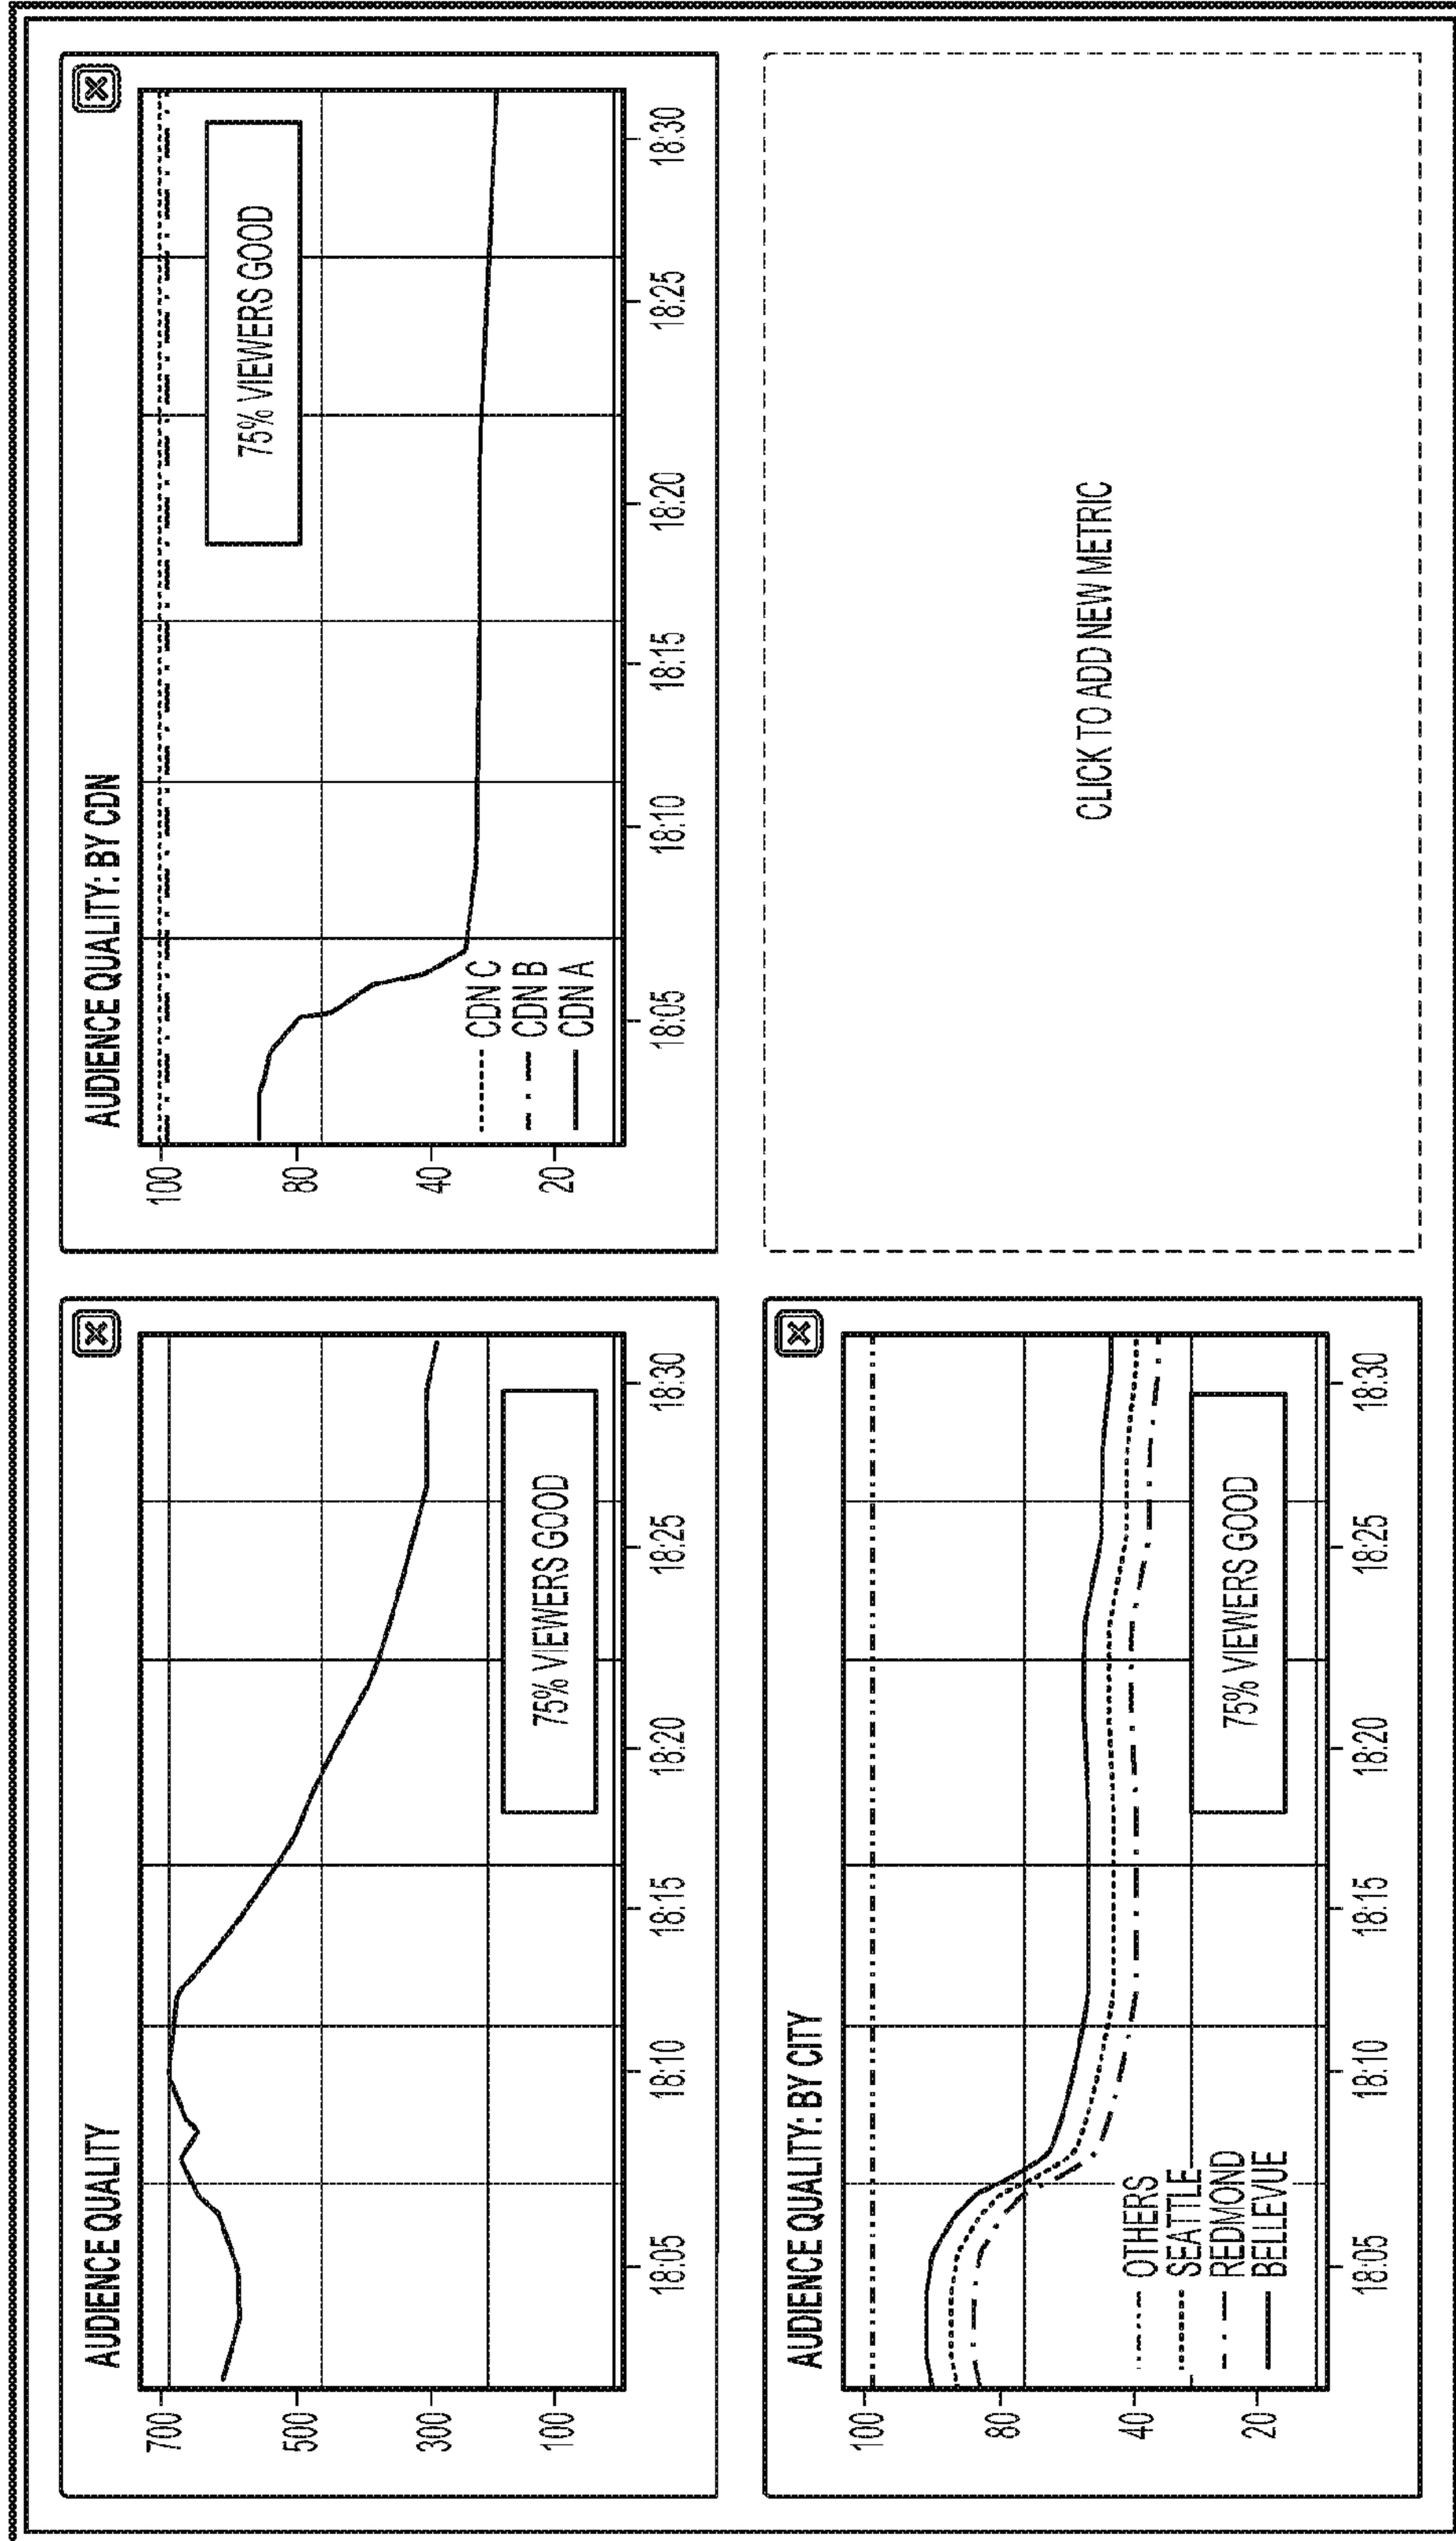 AUDIENCE QUALITY
700
500
300
100
75% VIEWERS GOOD
18:05
18:10
18:15
18:20
18:25
18:30
AUDIENCE QUALITY: BY CDN
100
80
40
20
75% VIEWERS GOOD
CDN C
CDN B
CDN A
18:05
18:10
18:15
18:20
18:25
18:30
AUDIENCE QUALITY: BY CITY
100
80
40
20
OTHERS
SEATTLE
REDMOND
BELLEVUE
75% VIEWERS GOOD
18:05
18:10
18:15
18:20
18:25
18:30
CLICK TO ADD NEW METRIC